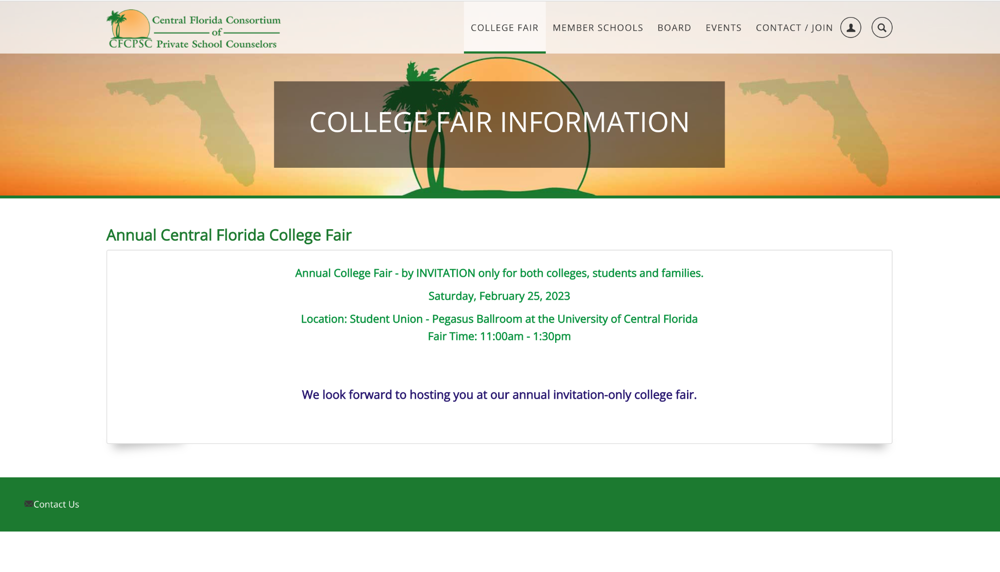 Central Florida Consortium
of
CFCPSC Private School Counselors
COLLEGE FAIR
MEMBER SCHOOLS
BOARD
EVENTS
CONTACT / JOIN
COLLEGE FAIR INFORMATION
Annual Central Florida College Fair
Annual College Fair - by INVITATION only for both colleges, students and families.
Saturday, February 25, 2023
Location: Student Union - Pegasus Ballroom at the University of Central Florida
Fair Time: 11:00am - 1:30pm
We look forward to hosting you at our annual invitation-only college fair.
Contact Us